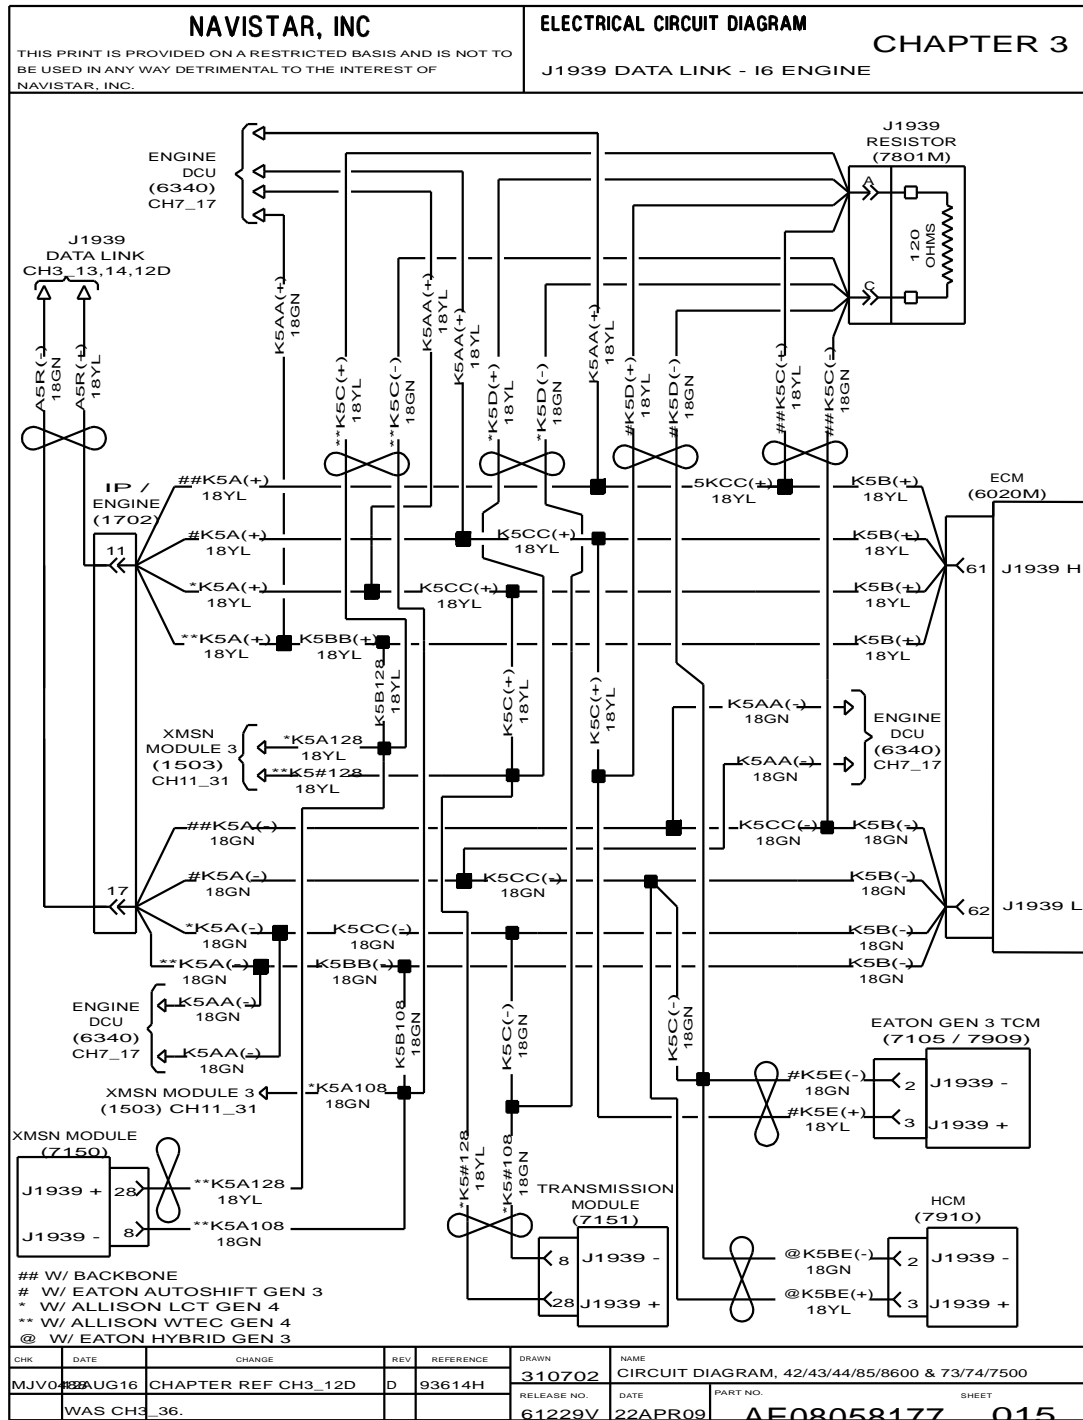 NAVISTAR, INC
THIS PRINT IS PROVIDED ON A RESTRICTED BASIS AND IS NOT TO
BE USED IN ANY WAY DETRIMENTAL TO THE INTEREST OF
NAVISTAR, INC.
ELECTRICAL CIRCUIT DIAGRAM
CHAPTER 3
J1939 DATA LINK - I6 ENGINE
ENGINE
DCU
(6340)
CH7_17
J1939
RESISTOR
(7801M)
A
C
120
OHMS
J1939
DATA LINK
CH3_13,14,12D
A5R(-)
18GN
A5R(+)
18YL
K5AA(+)
18GN
**K5C(+)
18YL
**K5C(-)
18GN
K5AA(+)
18YL
K5AA(+)
18YL
*K5D(+)
18YL
*K5D(-)
18GN
K5AA(+)
18YL
#K5D(+)
18YL
#K5D(-)
18GN
##K5C(+)
18YL
##K5C(-)
18GN
IP /
ENGINE
(1702)
11
##K5A(+)
18YL
#K5A(+)
18YL
*K5A(+)
18YL
**K5A(+)
18YL
K5BB(+)
18YL
K5CC(+)
18YL
K5CC(+)
18YL
5KCC(+)
18YL
K5B(+)
18YL
K5B(+)
18YL
K5B(+)
18YL
K5B(+)
18YL
ECM
(6020M)
61
J1939 H
K5B128
18YL
K5C(+)
18YL
K5C(+)
18YL
XMSN
MODULE 3
(1503)
CH11_31
*K5A128
18YL
**K5#128
18YL
K5AA(-)
18GN
K5AA(-)
18GN
ENGINE
DCU
(6340)
CH7_17
17
##K5A(-)
18GN
#K5A(-)
18GN
*K5A(-)
18GN
**K5A(-)
18GN
K5CC(-)
18GN
K5BB(-)
18GN
K5CC(-)
18GN
K5CC(-)
18GN
K5B(-)
18GN
K5B(-)
18GN
K5B(-)
18GN
K5B(-)
18GN
62
J1939 L
ENGINE
DCU
(6340)
CH7_17
K5AA(-)
18GN
K5AA(-)
18GN
K5B108
18GN
K5C(-)
18GN
K5C(-)
18GN
XMSN MODULE 3
(1503) CH11_31
*K5A108
18GN
EATON GEN 3 TCM
(7105 / 7909)
#K5E(-)
18GN
2
J1939 -
#K5E(+)
18YL
3
J1939 +
XMSN MODULE
(7150)
J1939 +
28
**K5A128
18YL
J1939 -
8
**K5A108
18GN
*K5#128
18YL
*K5#108
18GN
TRANSMISSION
MODULE
(7151)
8
J1939 -
28
J1939 +
HCM
(7910)
@K5BE(-)
18GN
2
J1939 -
@K5BE(+)
18YL
3
J1939 +
## W/ BACKBONE
# W/ EATON AUTOSHIFT GEN 3
* W/ ALLISON LCT GEN 4
** W/ ALLISON WTEC GEN 4
@ W/ EATON HYBRID GEN 3
CHK DATE CHANGE REV REFERENCE
CHAPTER REF CH3_12D D 93614H
WAS CH3_36.
DRAWN
310702
NAME
CIRCUIT DIAGRAM, 42/43/44/85/8600 & 73/74/7500
RELEASE NO.
61229V
DATE
22APR09
PART NO.
AE08058177
SHEET
015